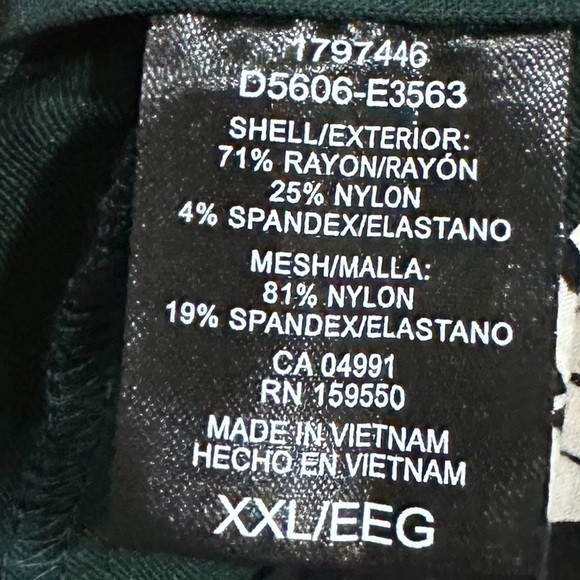 1797446
D5606-E3563
SHELL/EXTERIOR:
71% RAYON/RAYÓN
25% NYLON
4% SPANDEX/ELASTANO
MESH/MALLA:
81% NYLON
19% SPANDEX/ELASTANO
CA 04991
RN 159550
MADE IN VIETNAM
HECHO EN VIETNAM
XXL/EEG